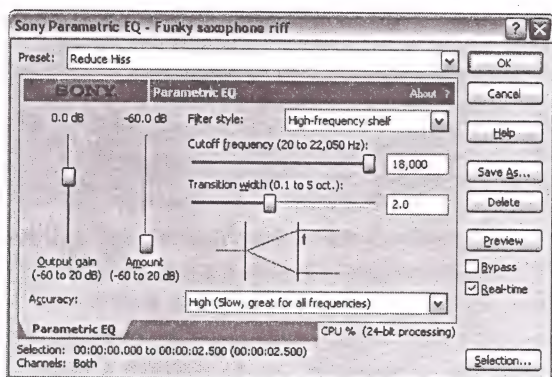 Sony Parametric EQ - Funky saxophone riff
Preset: Reduce Hiss
OK
SONY Parametric EQ About ?
Cancel
0.0 dB -60.0 dB Filter style: High-frequency shelf
Cutoff frequency (20 to 22,050 Hz):
Help
18,000
Save As...
Transition width (0.1 to 5 oct.):
Delete
2.0
Preview
f
Output gain Amount
(-60 to 20 dB) (-60 to 20 dB)
Bypass
Real-time
Accuracy: High (Slow, great for all frequencies)
Parametric EQ CPU % (24-bit processing)
Selection: 00:00:00.000 to 00:00:02.500 (00:00:02.500)
Channels: Both
Selection...